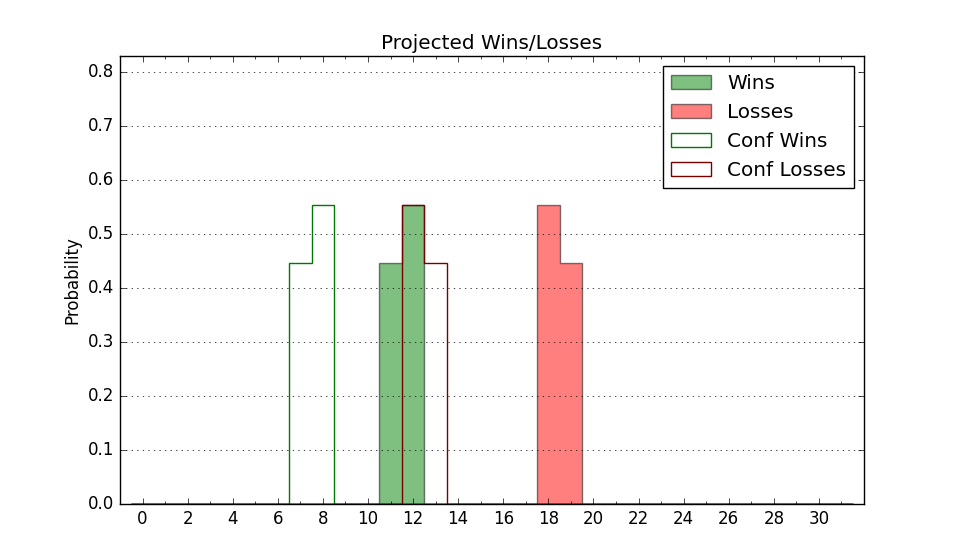 Projected Wins/Losses
Probability
0.8
0.7
0.6
0.5
0.4
0.3
0.2
0.1
0.0
0 2 4 6 8 10 12 14 16 18 20 22 24 26 28 30
Wins
Losses
Conf Wins
Conf Losses